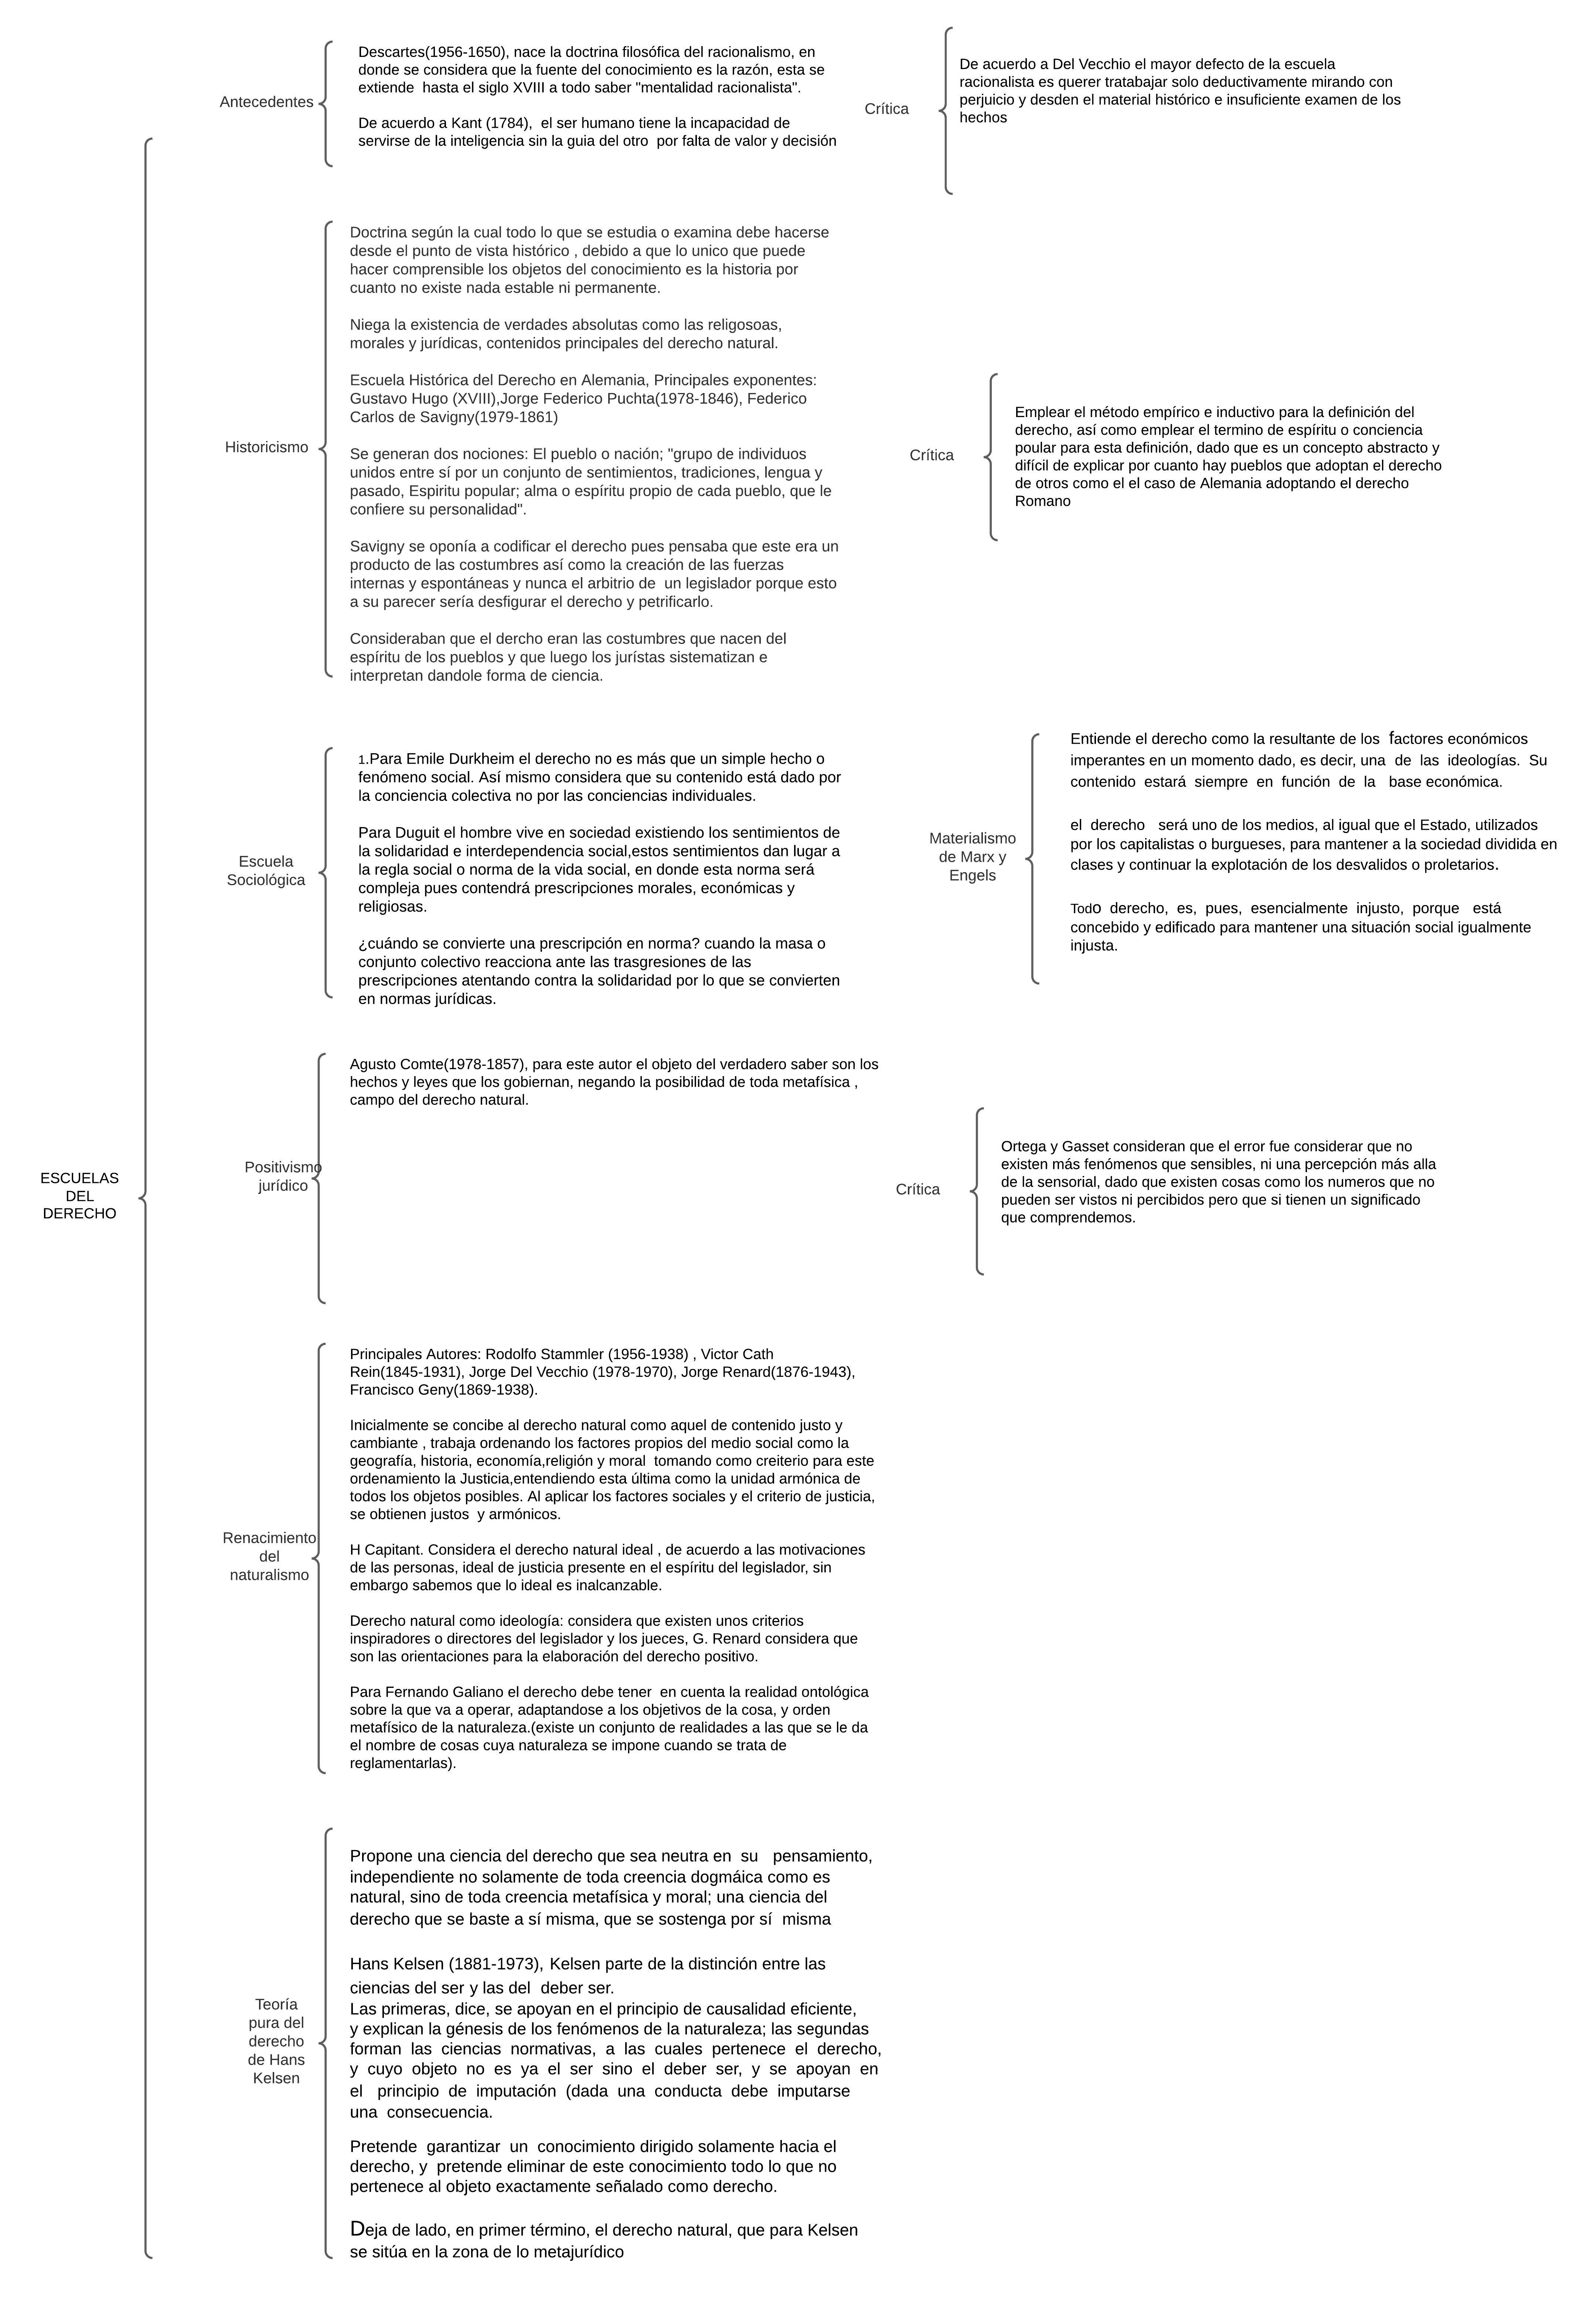 ESCUELAS
DEL
DERECHO
Antecedentes
Descartes(1956-1650), nace la doctrina filosófica del racionalismo, en
donde se considera que la fuente del conocimiento es la razón, esta se
extiende  hasta el siglo XVIII a todo saber "mentalidad racionalista".
De acuerdo a Kant (1784),  el ser humano tiene la incapacidad de
servirse de la inteligencia sin la guia del otro  por falta de valor y decisión
Crítica
De acuerdo a Del Vecchio el mayor defecto de la escuela
racionalista es querer tratabajar solo deductivamente mirando con
perjuicio y desden el material histórico e insuficiente examen de los
hechos
Historicismo
Doctrina según la cual todo lo que se estudia o examina debe hacerse
desde el punto de vista histórico , debido a que lo unico que puede
hacer comprensible los objetos del conocimiento es la historia por
cuanto no existe nada estable ni permanente.
Niega la existencia de verdades absolutas como las religosoas,
morales y jurídicas, contenidos principales del derecho natural.
Escuela Histórica del Derecho en Alemania, Principales exponentes:
Gustavo Hugo (XVIII),Jorge Federico Puchta(1978-1846), Federico
Carlos de Savigny(1979-1861)
Se generan dos nociones: El pueblo o nación; "grupo de individuos
unidos entre sí por un conjunto de sentimientos, tradiciones, lengua y
pasado, Espiritu popular; alma o espíritu propio de cada pueblo, que le
confiere su personalidad".
Savigny se oponía a codificar el derecho pues pensaba que este era un
producto de las costumbres así como la creación de las fuerzas
internas y espontáneas y nunca el arbitrio de  un legislador porque esto
a su parecer sería desfigurar el derecho y petrificarlo.
Consideraban que el dercho eran las costumbres que nacen del
espíritu de los pueblos y que luego los jurístas sistematizan e
interpretan dandole forma de ciencia.
Crítica
Emplear el método empírico e inductivo para la definición del
derecho, así como emplear el termino de espíritu o conciencia
poular para esta definición, dado que es un concepto abstracto y
difícil de explicar por cuanto hay pueblos que adoptan el derecho
de otros como el el caso de Alemania adoptando el derecho
Romano
Escuela
Sociológica
1.Para Emile Durkheim el derecho no es más que un simple hecho o
fenómeno social. Así mismo considera que su contenido está dado por
la conciencia colectiva no por las conciencias individuales.
Para Duguit el hombre vive en sociedad existiendo los sentimientos de
la solidaridad e interdependencia social,estos sentimientos dan lugar a
la regla social o norma de la vida social, en donde esta norma será
compleja pues contendrá prescripciones morales, económicas y
religiosas.
¿cuándo se convierte una prescripción en norma? cuando la masa o
conjunto colectivo reacciona ante las trasgresiones de las
prescripciones atentando contra la solidaridad por lo que se convierten
en normas jurídicas.
Materialismo
de Marx y
Engels
Entiende el derecho como la resultante de los  factores económicos
imperantes en un momento dado, es decir, una  de  las  ideologías.  Su
contenido  estará  siempre  en  función  de  la   base económica.
el  derecho   será uno de los medios, al igual que el Estado, utilizados
por los capitalistas o burgueses, para mantener a la sociedad dividida en
clases y continuar la explotación de los desvalidos o proletarios.
Todo  derecho,  es,  pues,  esencialmente  injusto,  porque   está
concebido y edificado para mantener una situación social igualmente
injusta.
Positivismo
jurídico
Agusto Comte(1978-1857), para este autor el objeto del verdadero saber son los
hechos y leyes que los gobiernan, negando la posibilidad de toda metafísica ,
campo del derecho natural.
Crítica
Ortega y Gasset consideran que el error fue considerar que no
existen más fenómenos que sensibles, ni una percepción más alla
de la sensorial, dado que existen cosas como los numeros que no
pueden ser vistos ni percibidos pero que si tienen un significado
que comprendemos.
Renacimiento
del
naturalismo
Principales Autores: Rodolfo Stammler (1956-1938) , Victor Cath
Rein(1845-1931), Jorge Del Vecchio (1978-1970), Jorge Renard(1876-1943),
Francisco Geny(1869-1938).
Inicialmente se concibe al derecho natural como aquel de contenido justo y
cambiante , trabaja ordenando los factores propios del medio social como la
geografía, historia, economía,religión y moral  tomando como creiterio para este
ordenamiento la Justicia,entendiendo esta última como la unidad armónica de
todos los objetos posibles. Al aplicar los factores sociales y el criterio de justicia,
se obtienen justos  y armónicos.
H Capitant. Considera el derecho natural ideal , de acuerdo a las motivaciones
de las personas, ideal de justicia presente en el espíritu del legislador, sin
embargo sabemos que lo ideal es inalcanzable.
Derecho natural como ideología: considera que existen unos criterios
inspiradores o directores del legislador y los jueces, G. Renard considera que
son las orientaciones para la elaboración del derecho positivo.
Para Fernando Galiano el derecho debe tener  en cuenta la realidad ontológica
sobre la que va a operar, adaptandose a los objetivos de la cosa, y orden
metafísico de la naturaleza.(existe un conjunto de realidades a las que se le da
el nombre de cosas cuya naturaleza se impone cuando se trata de
reglamentarlas).
Teoría
pura del
derecho
de Hans
Kelsen
Propone una ciencia del derecho que sea neutra en  su   pensamiento,
independiente no solamente de toda creencia dogmáica como es
natural, sino de toda creencia metafísica y moral; una ciencia del
derecho que se baste a sí misma, que se sostenga por sí  misma
Hans Kelsen (1881-1973), Kelsen parte de la distinción entre las
ciencias del ser y las del  deber ser.
Las primeras, dice, se apoyan en el principio de causalidad eficiente,
y explican la génesis de los fenómenos de la naturaleza; las segundas
forman  las  ciencias  normativas,  a  las  cuales  pertenece  el  derecho,
y  cuyo  objeto  no  es  ya  el  ser  sino  el  deber  ser,  y  se  apoyan  en
el   principio  de  imputación  (dada  una  conducta  debe  imputarse
una  consecuencia.
Pretende  garantizar  un  conocimiento dirigido solamente hacia el
derecho, y  pretende eliminar de este conocimiento todo lo que no
pertenece al objeto exactamente señalado como derecho.
Deja de lado, en primer término, el derecho natural, que para Kelsen
se sitúa en la zona de lo metajurídico